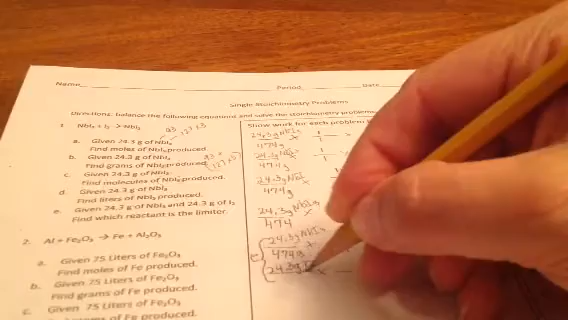 Name Period Date
Single Stoichiometry Problems
Directions: balance the following equations and solve the stoichiometry problems
1. NbI₃ + I₂ → NbI₅
Show work for each problem
a. Given 24.3 g of NbI₃
Find moles of NbI₅ produced.
b. Given 24.3 g of NbI₃
Find grams of NbI₅ produced
c. Given 24.3 g of NbI₃
Find molecules of NbI₅ produced.
d. Given 24.3 g of NbI₃
Find liters of NbI₅ produced.
e. Given 24.3 g of NbI₃ and 24.3 g of I₂
Find which reactant is the limiter.
2. Al + Fe₂O₃ → Fe + Al₂O₃
a. Given 75 Liters of Fe₂O₃
Find moles of Fe produced.
b. Given 75 Liters of Fe₂O₃
Find grams of Fe produced.
c. Given 75 Liters of Fe₂O₃
of Fe produced.
24.3g NbI₃ x
474g
24.3g NbI₃ x
474g
24.3g NbI₃
474g
24.3g NbI₃ x
474
e 24.3g NbI₃ x
474g
24.3g